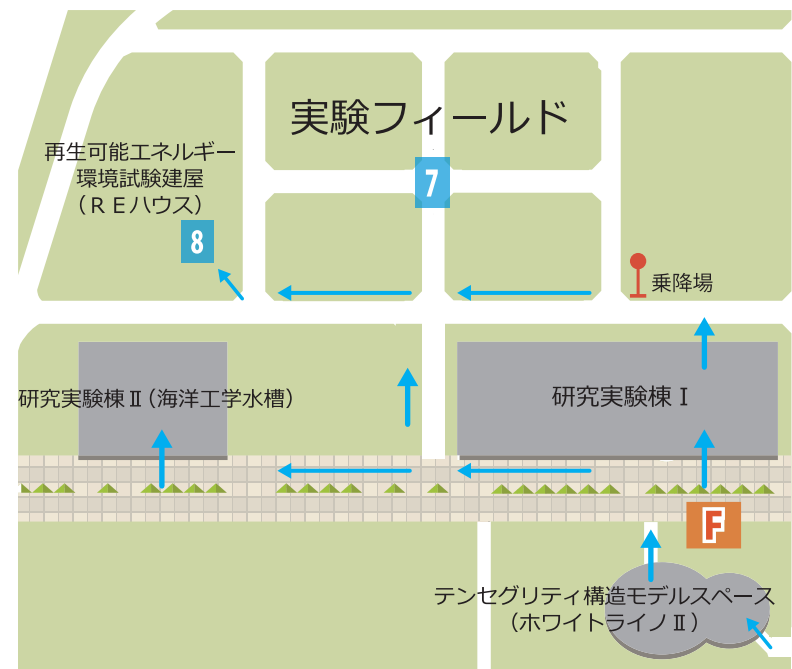 実験フィールド
再生可能エネルギー
環境試験建屋
（ＲＥハウス）
7
8
乗降場
研究実験棟Ⅱ（海洋工学水槽）
研究実験棟Ⅰ
F
テンセグリティ構造モデルスペース
（ホワイトライノⅡ）